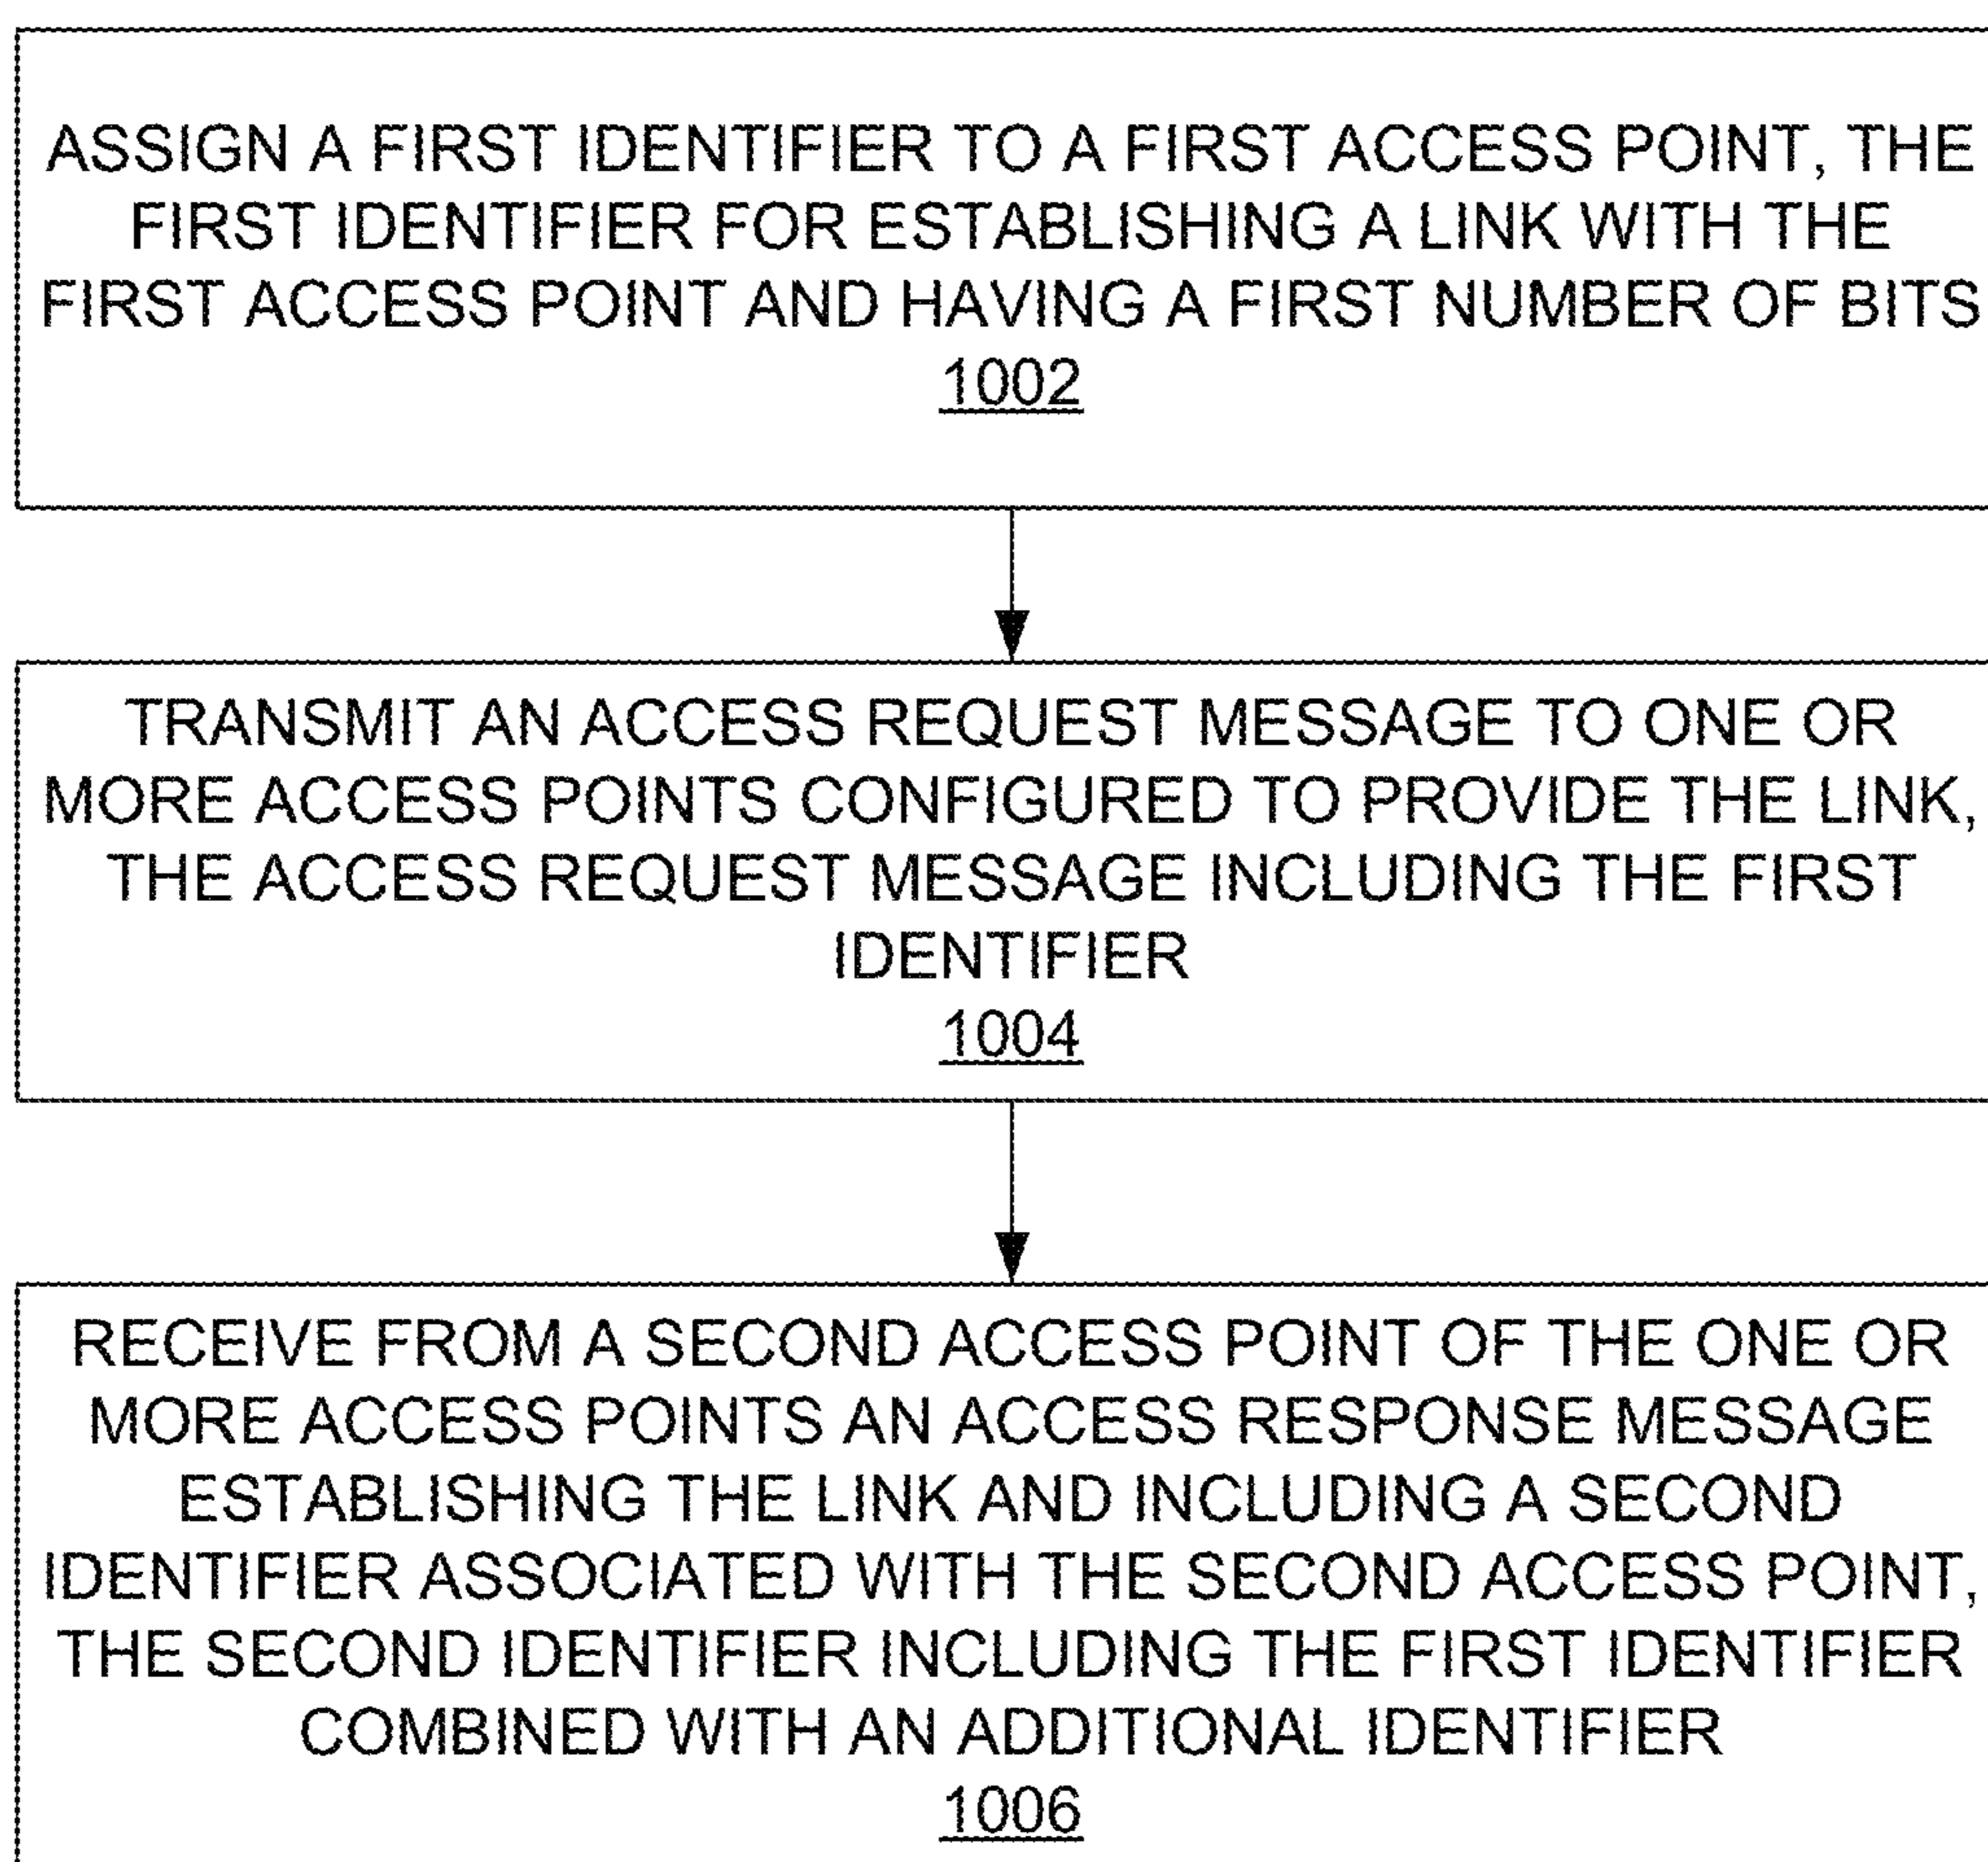 ASSIGN A FIRST IDENTIFIER TO A FIRST ACCESS POINT, THE
FIRST IDENTIFIER FOR ESTABLISHING A LINK WITH THE
FIRST ACCESS POINT AND HAVING A FIRST NUMBER OF BITS
1002
TRANSMIT AN ACCESS REQUEST MESSAGE TO ONE OR
MORE ACCESS POINTS CONFIGURED TO PROVIDE THE LINK,
THE ACCESS REQUEST MESSAGE INCLUDING THE FIRST
IDENTIFIER
1004
RECEIVE FROM A SECOND ACCESS POINT OF THE ONE OR
MORE ACCESS POINTS AN ACCESS RESPONSE MESSAGE
ESTABLISHING THE LINK AND INCLUDING A SECOND
IDENTIFIER ASSOCIATED WITH THE SECOND ACCESS POINT,
THE SECOND IDENTIFIER INCLUDING THE FIRST IDENTIFIER
COMBINED WITH AN ADDITIONAL IDENTIFIER
1006